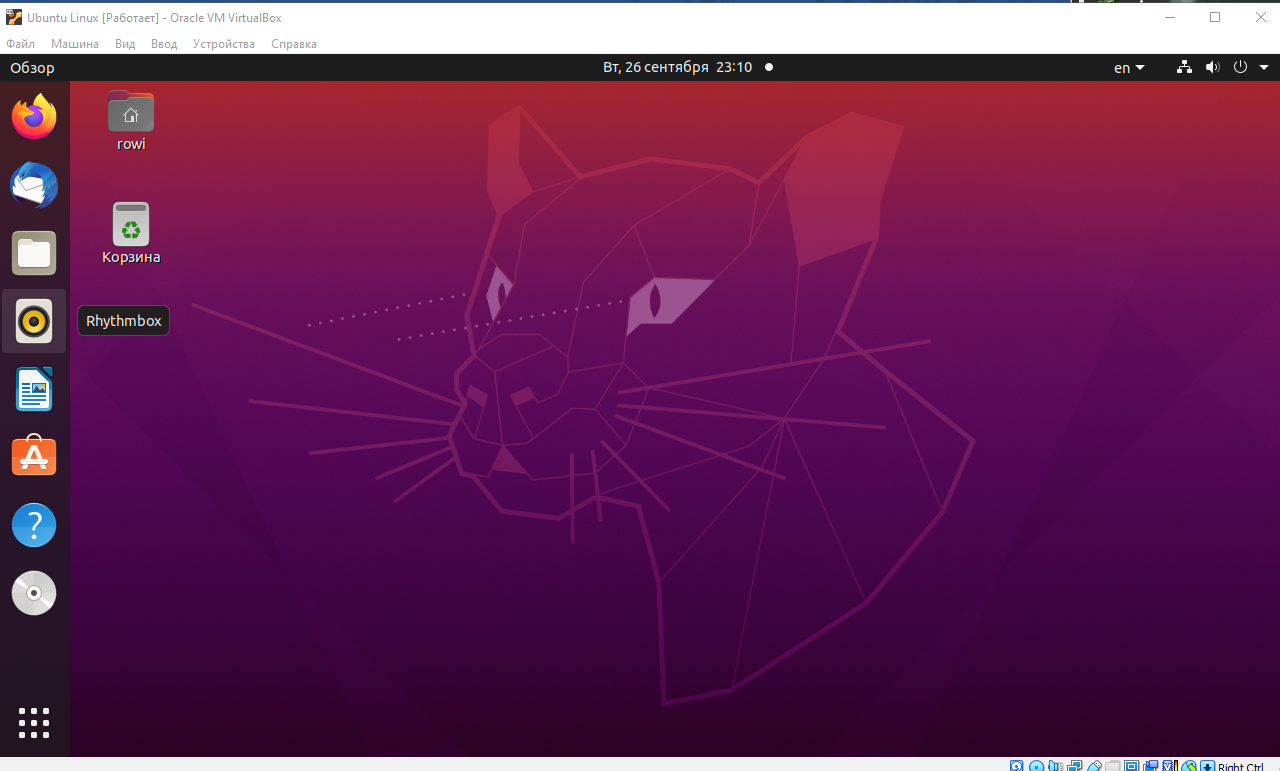 Ubuntu Linux [Работает] - Oracle VM VirtualBox
Файл Машина Вид Ввод Устройства Справка
Обзор Вт, 26 сентября 23:10 en
rowi
Корзина
Rhythmbox
Right Ctrl